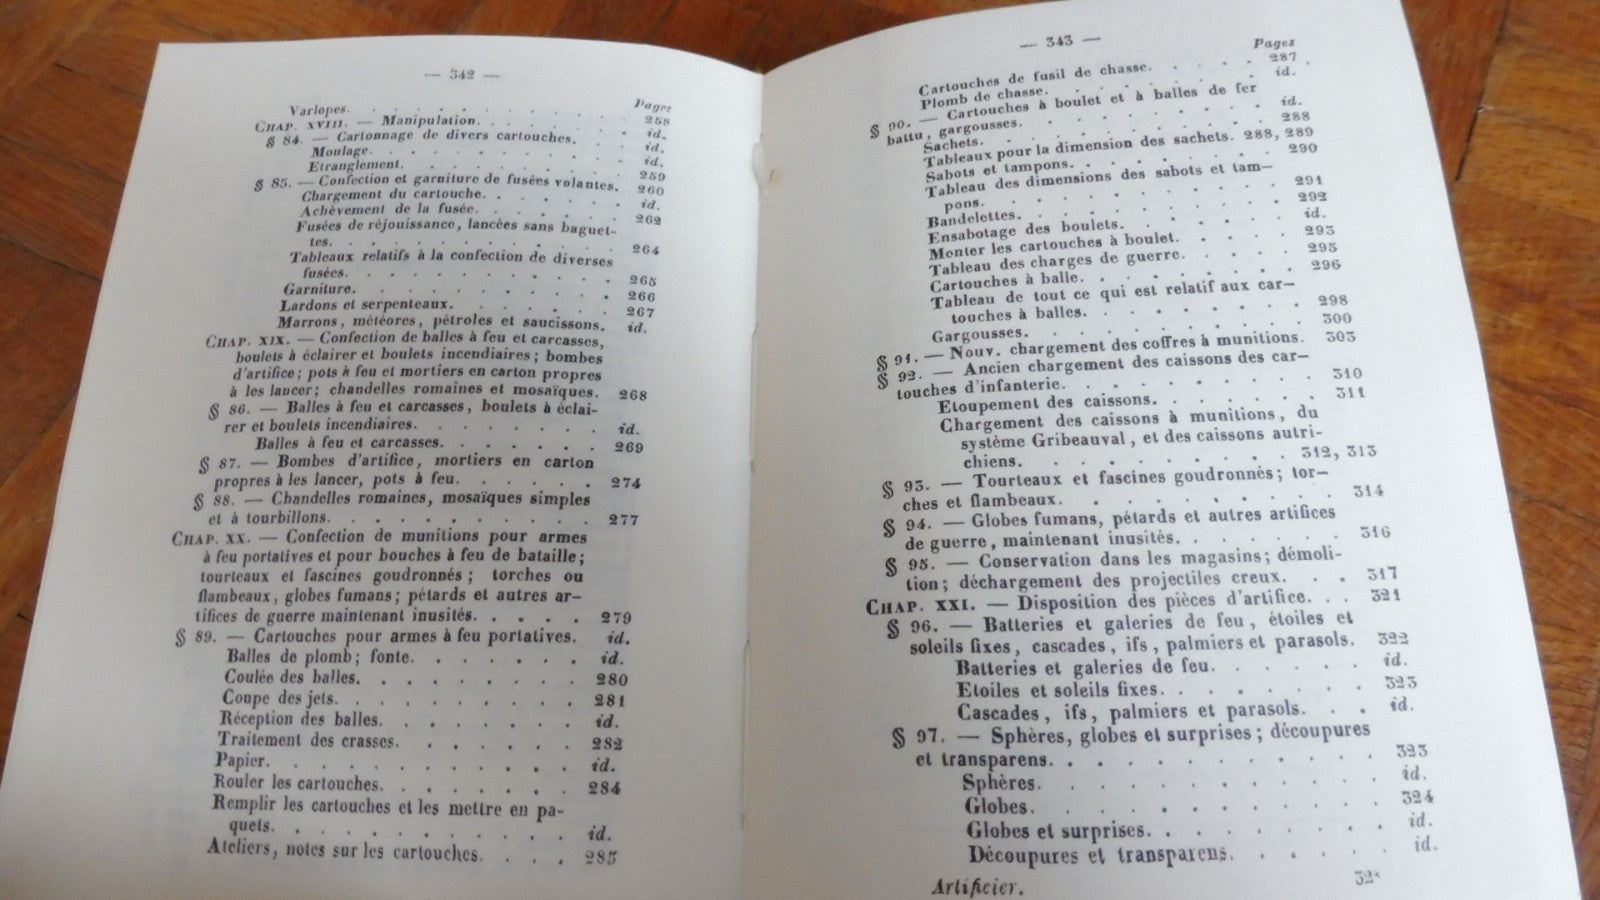 — 342 —
Pages
Varlopes. 258
CHAP. XVIII. — Manipulation. id.
§ 84. — Cartonnage de divers cartouches. id.
Moulage. id.
Etranglement. 259
§ 85. — Confection et garniture de fusées volantes. 260
Chargement du cartouche. id.
Achèvement de la fusée. 262
Fusées de réjouissance, lancées sans baguet-
tes. 264
Tableaux relatifs à la confection de diverses
fusées. 265
Garniture. 266
Lardons et serpenteaux. 267
Marrons, météores, pétroles et saucissons. id.
CHAP. XIX. — Confection de balles à feu et carcasses,
boulets à éclairer et boulets incendiaires; bombes
d'artifice; pots à feu et mortiers en carton propres
à les lancer; chandelles romaines et mosaïques. 268
§ 86. — Balles à feu et carcasses, boulets à éclai-
rer et boulets incendiaires. id.
Balles à feu et carcasses. 269
§ 87. — Bombes d'artifice, mortiers en carton
propres à les lancer, pots à feu. 274
§ 88. — Chandelles romaines, mosaïques simples
et à tourbillons. 277
CHAP. XX. — Confection de munitions pour armes
à feu portatives et pour bouches à feu de bataille;
tourteaux et fascines goudronnés; torches ou
flambeaux, globes fumans; pétards et autres ar-
tifices de guerre maintenant inusités. 279
§ 89. — Cartouches pour armes à feu portatives. id.
Balles de plomb; fonte. id.
Coulée des balles. 280
Coupe des jets. 281
Réception des balles. id.
Traitement des crasses. 282
Papier. id.
Rouler les cartouches. 284
Remplir les cartouches et les mettre en pa-
quets. id.
Ateliers, notes sur les cartouches. 285
— 343 —
Pages
Cartouches de fusil de chasse. 287
Plomb de chasse. id.
§ 90. — Cartouches à boulet et à balles de fer
battu, gargousses. id.
Sachets. 288
Tableaux pour la dimension des sachets. 288, 289
Sabots et tampons. 290
Tableau des dimensions des sabots et tam-
pons. 291
Bandelettes. 292
Ensabotage des boulets. id.
Monter les cartouches à boulet. 293
Tableau des charges de guerre. 295
Cartouches à balle. 296
Tableau de tout ce qui est relatif aux car-
touches à balles. 298
Gargousses. 300
§ 91. — Nouv. chargement des coffres à munitions. 303
§ 92. — Ancien chargement des caissons des car-
touches d'infanterie. 310
Etoupement des caissons. 311
Chargement des caissons à munitions, du
système Gribeauval, et des caissons autri-
chiens. 312, 313
§ 93. — Tourteaux et fascines goudronnés; tor-
ches et flambeaux. 314
§ 94. — Globes fumans, pétards et autres artifices
de guerre, maintenant inusités. 316
§ 95. — Conservation dans les magasins; démoli-
tion; déchargement des projectiles creux. 317
CHAP. XXI. — Disposition des pièces d'artifice. 321
§ 96. — Batteries et galeries de feu, étoiles et
soleils fixes, cascades, ifs, palmiers et parasols. 322
Batteries et galeries de feu. id.
Etoiles et soleils fixes. 323
Cascades, ifs, palmiers et parasols. id.
§ 97. — Sphères, globes et surprises; découpures
et transparens. 323
Sphères. id.
Globes. 324
Globes et surprises. id.
Découpures et transparens. id.
Artificier. 32*